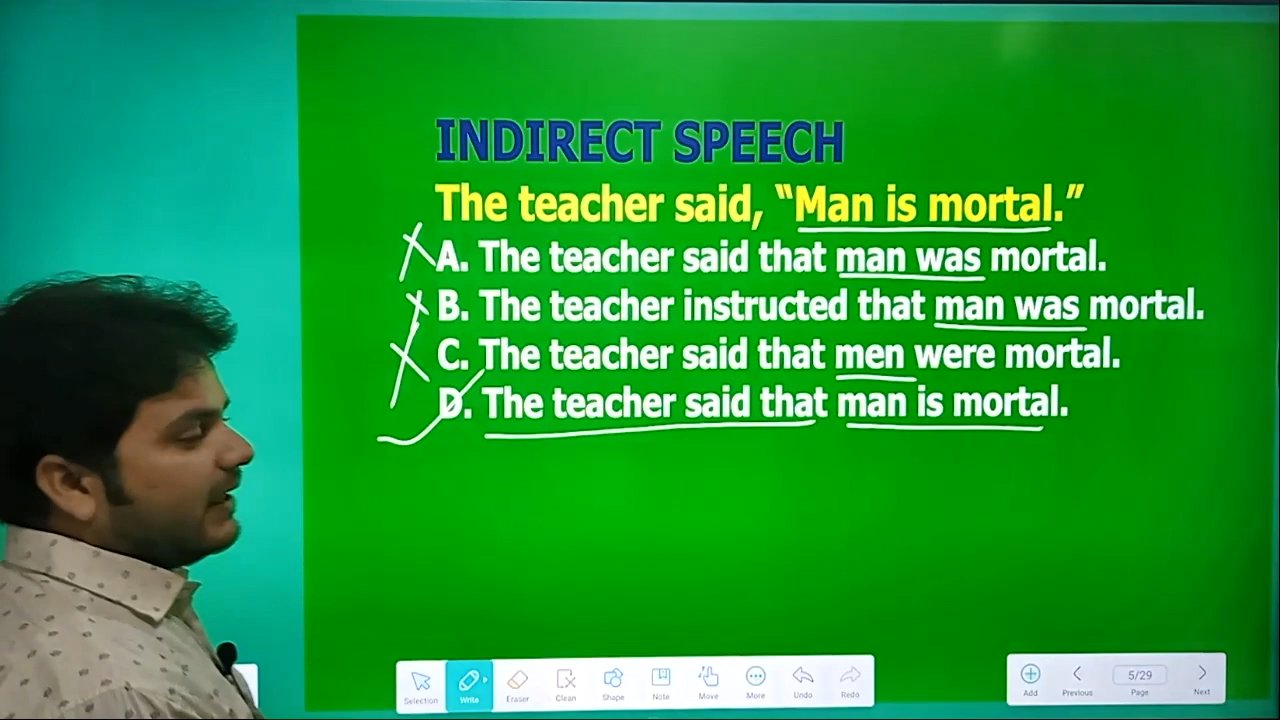 INDIRECT SPEECH
The teacher said, “Man is mortal.”
A. The teacher said that man was mortal.
B. The teacher instructed that man was mortal.
C. The teacher said that men were mortal.
D. The teacher said that man is mortal.
Selection Write Eraser Clean Shape Note Move More Undo Redo
Add Previous 5/29 Page Next